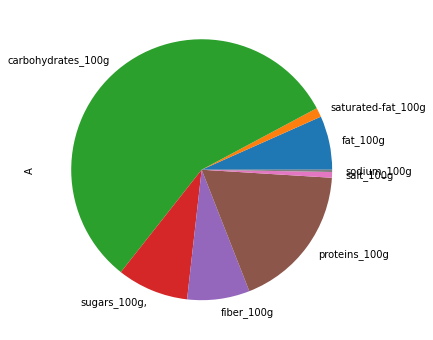 carbohydrates_100g
saturated-fat_100g
fat_100g
sodium_100g
salt_100g
A
proteins_100g
sugars_100g,
fiber_100g